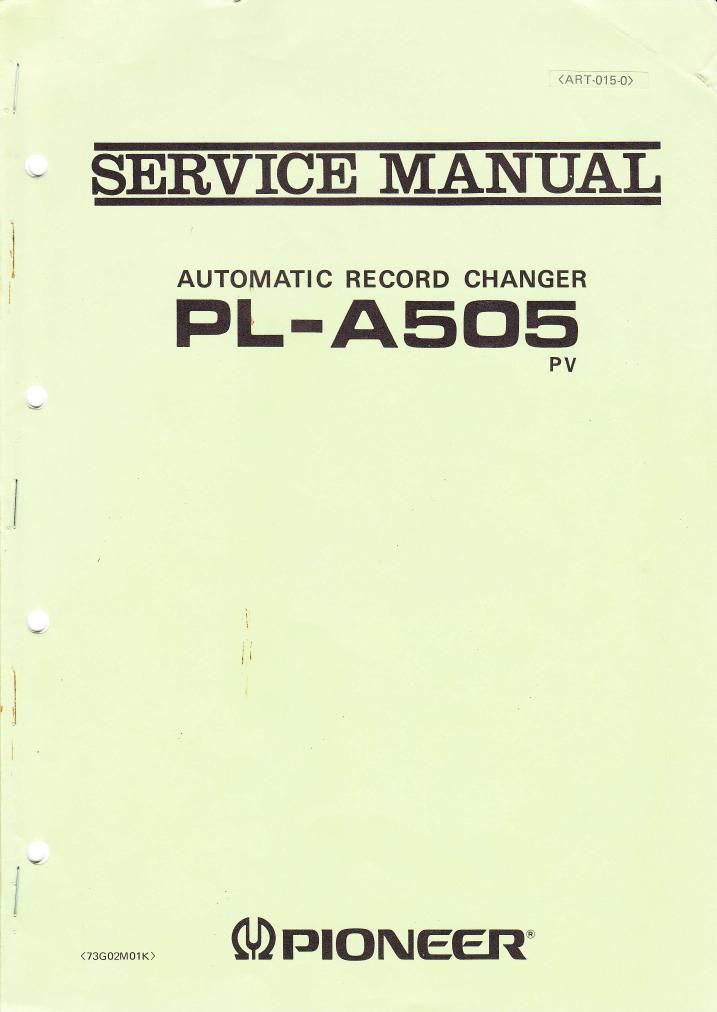 <ART-015-0>
SERVICE MANUAL
AUTOMATIC RECORD CHANGER
PL-A505
PV
<73G02M01K>
PIONEER®